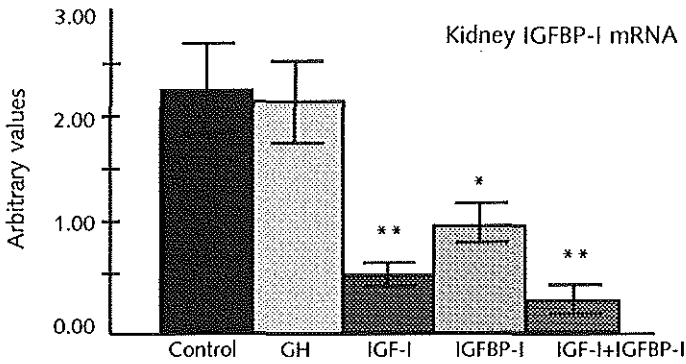 3.00
Kidney IGFBP-I mRNA
2.00
Arbitrary values
*
**
1.00
**
0.00
Control GH IGF-I IGFBP-I IGF-I+IGFBP-I